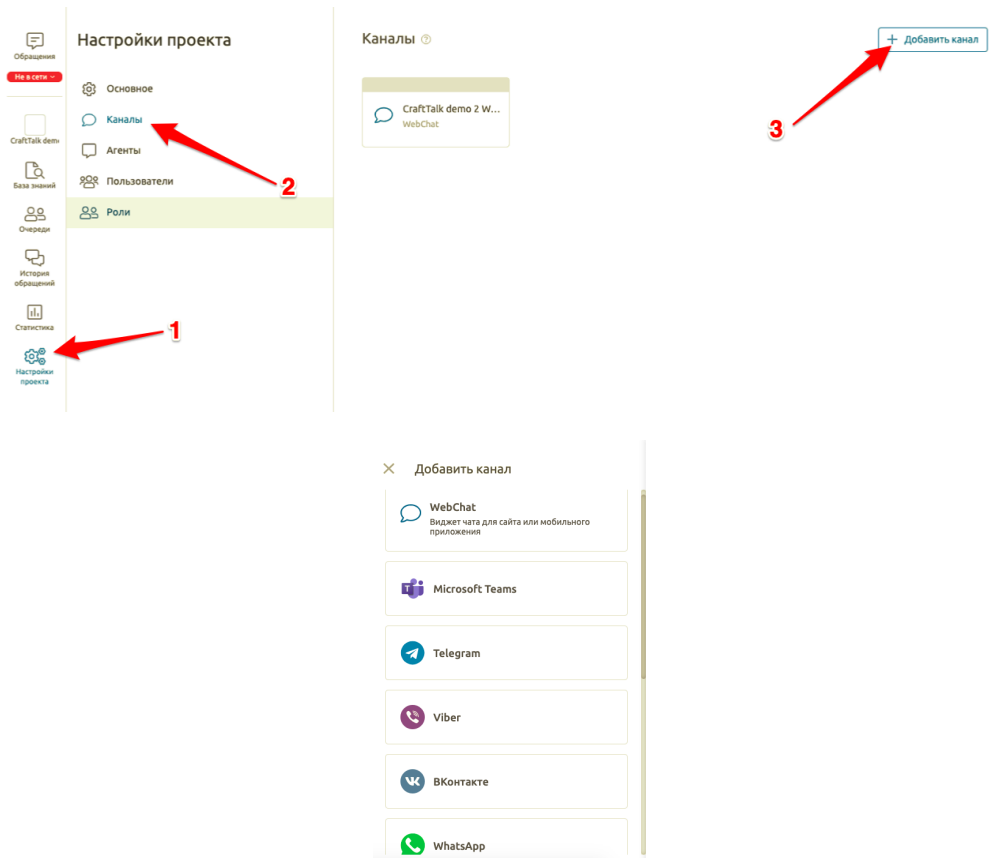 Обращения
Не в сети
CraftTalk dem
База знаний
Очереди
История
обращений
Статистика
Настройки
проекта
Настройки проекта
Основное
Каналы
Агенты
Пользователи
Роли
1
2
Каналы
CraftTalk demo 2 W...
WebChat
+ Добавить канал
3
Добавить канал
WebChat
Виджет чата для сайта или мобильного
приложения
Microsoft Teams
Telegram
Viber
ВКонтакте
WhatsApp